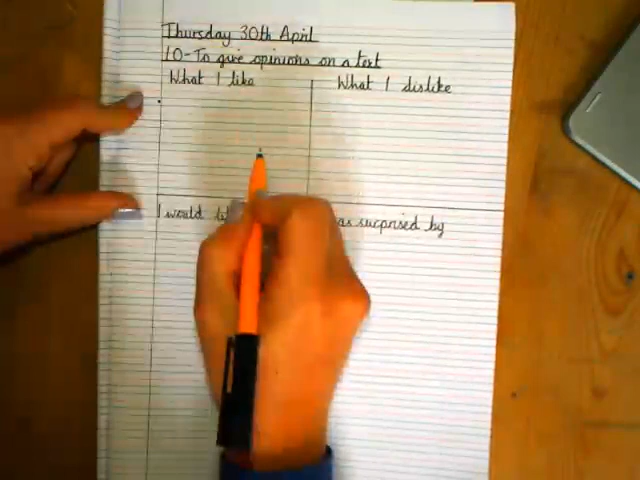 Thursday 30th April
LO-To give opinions on a text
What I like What I dislike
I would surprised by